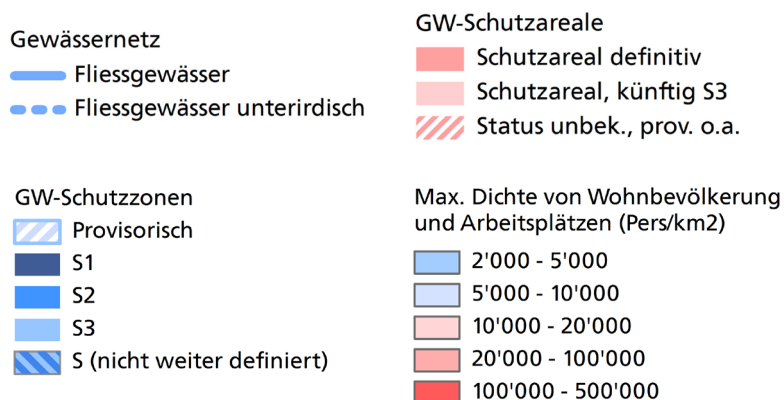 Gewässernetz
Fliessgewässer
Fliessgewässer unterirdisch
GW-Schutzareale
Schutzareal definitiv
Schutzareal, künftig S3
Status unbek., prov. o.a.
GW-Schutzzonen
Provisorisch
S1
S2
S3
S (nicht weiter definiert)
Max. Dichte von Wohnbevölkerung
und Arbeitsplätzen (Pers/km2)
2'000 - 5'000
5'000 - 10'000
10'000 - 20'000
20'000 - 100'000
100'000 - 500'000